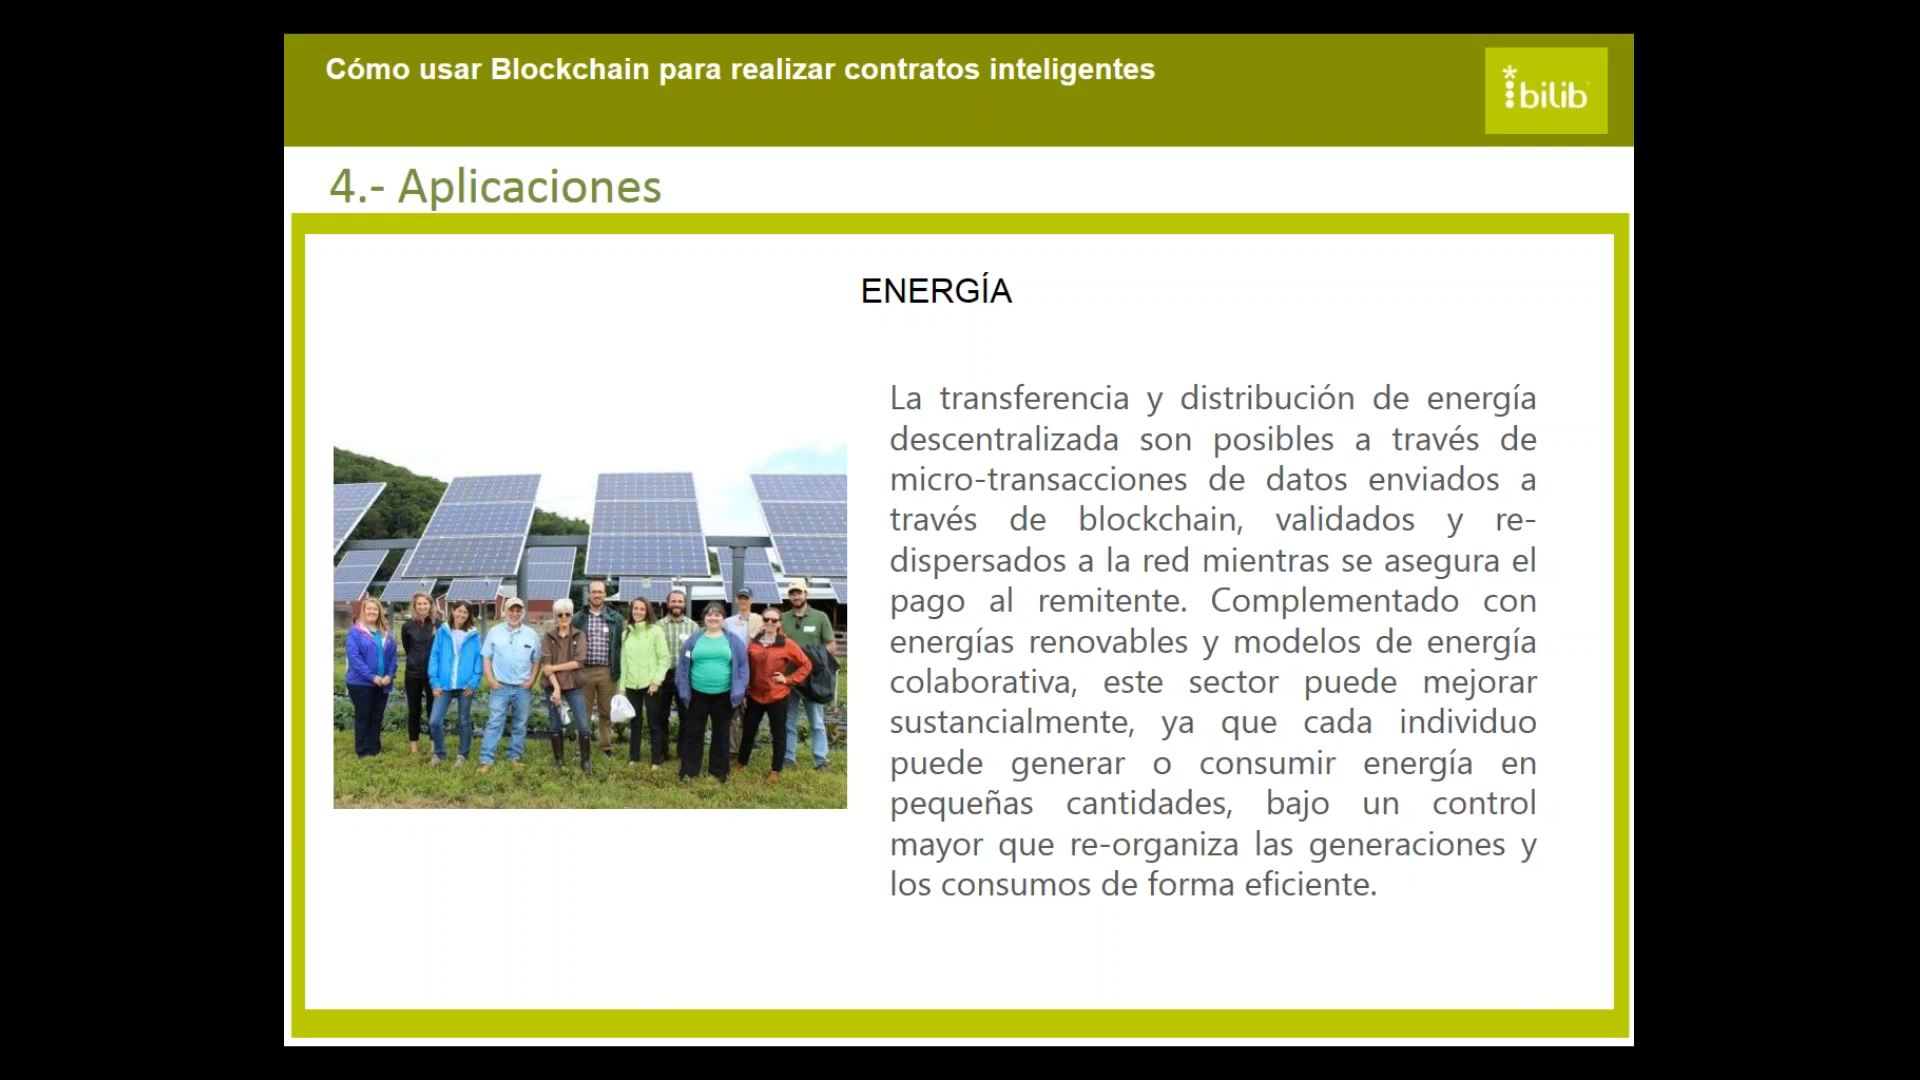 Cómo usar Blockchain para realizar contratos inteligentes
bilib
4.- Aplicaciones
ENERGÍA
La transferencia y distribución de energía
descentralizada son posibles a través de
micro-transacciones de datos enviados a
través de blockchain, validados y re-
dispersados a la red mientras se asegura el
pago al remitente. Complementado con
energías renovables y modelos de energía
colaborativa, este sector puede mejorar
sustancialmente, ya que cada individuo
puede generar o consumir energía en
pequeñas cantidades, bajo un control
mayor que re-organiza las generaciones y
los consumos de forma eficiente.